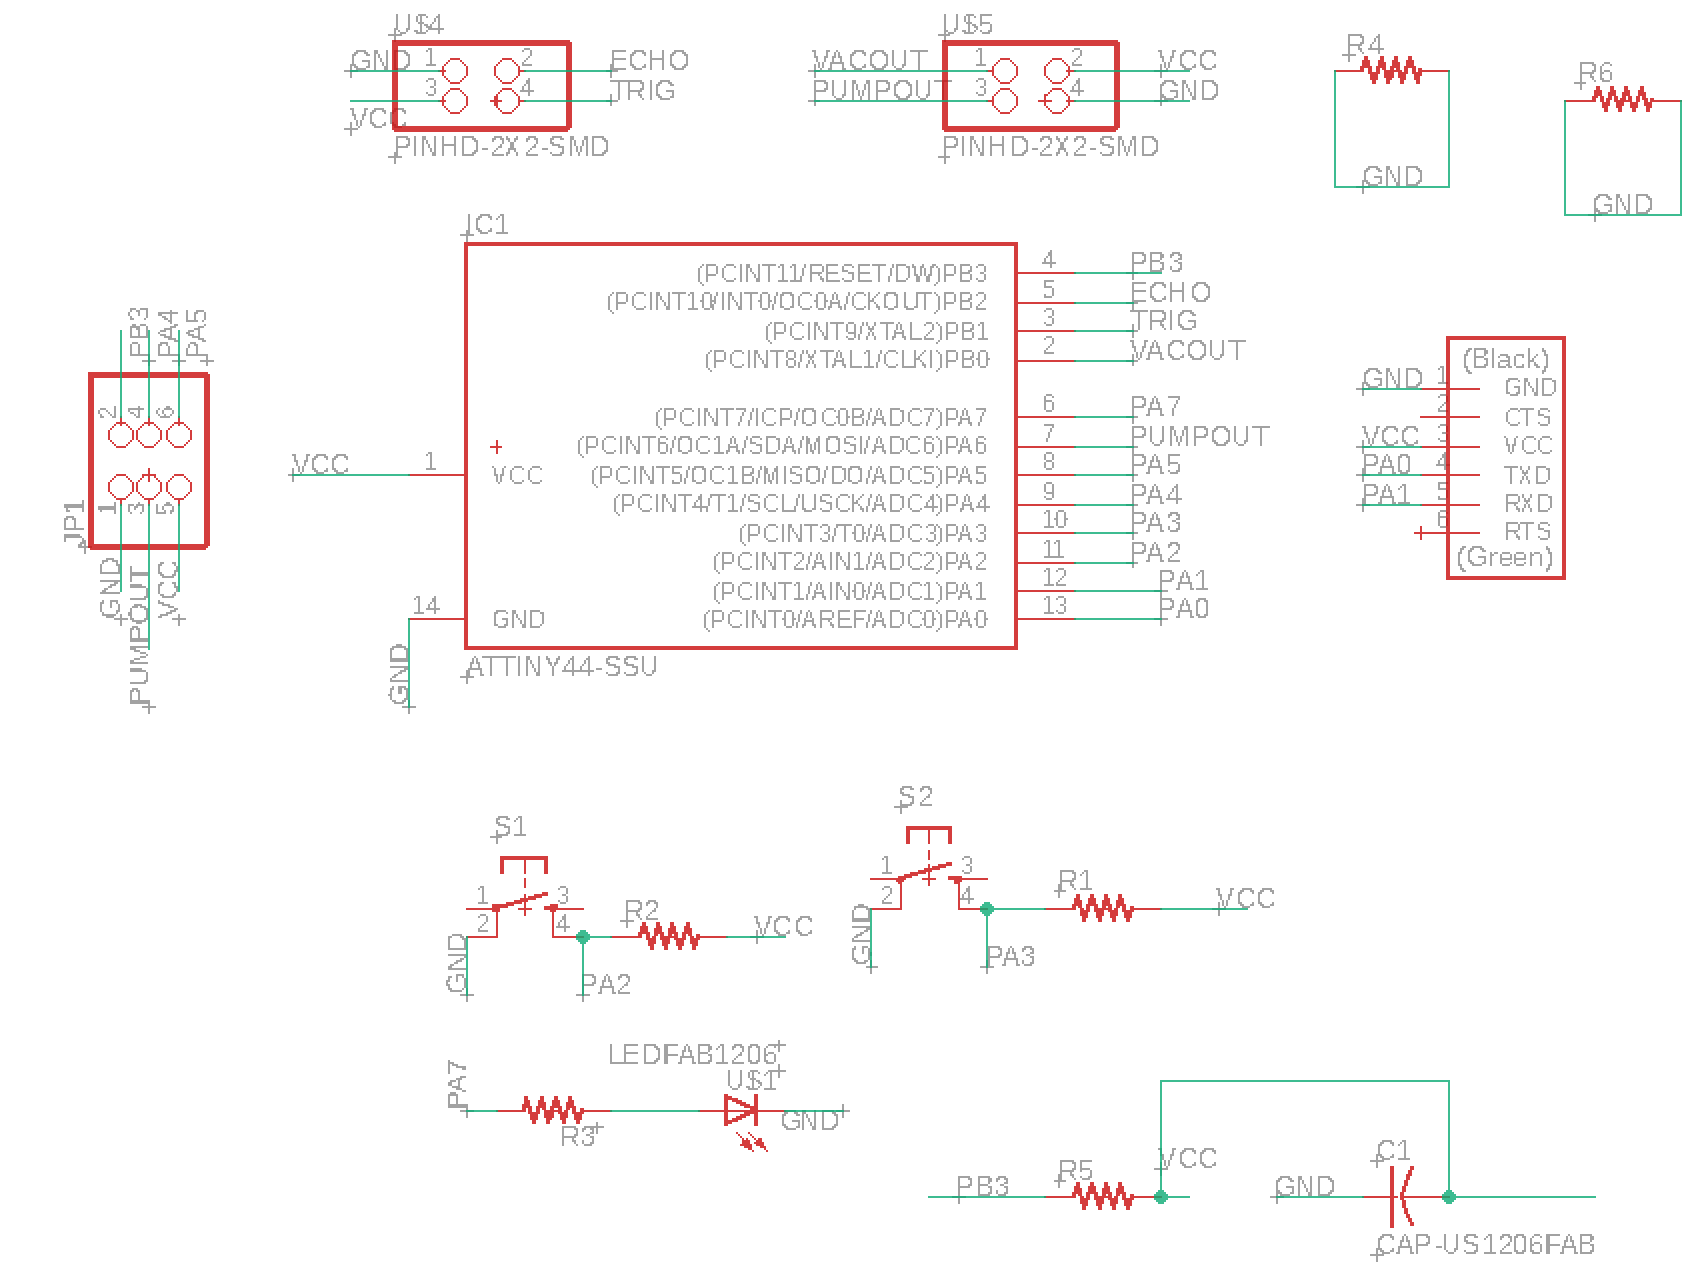 U$4
GND 1 2 ECHO
3 4 TRIG
VCC
PINHD-2X2-SMD
U$5
VACOUT 1 2 VCC
PUMPOUT 3 4 GND
PINHD-2X2-SMD
R4
GND
R6
GND
IC1
(PCINT11/RESET/DW)PB3 4 PB3
(PCINT10/INT0/OC0A/CKOUT)PB2 5 ECHO
(PCINT9/XTAL2)PB1 3 TRIG
(PCINT8/XTAL1/CLKI)PB0 2 VACOUT
(PCINT7/ICP/OC0B/ADC7)PA7 6 PA7
(PCINT6/OC1A/SDA/MOSI/ADC6)PA6 7 PUMPOUT
VCC 1 VCC (PCINT5/OC1B/MISO/DO/ADC5)PA5 8 PA5
(PCINT4/T1/SCL/USCK/ADC4)PA4 9 PA4
(PCINT3/T0/ADC3)PA3 10 PA3
(PCINT2/AIN1/ADC2)PA2 11 PA2
(PCINT1/AIN0/ADC1)PA1 12 PA1
14 GND (PCINT0/AREF/ADC0)PA0 13 PA0
GND
ATTINY44-SSU
PB3 PA4 PA5
2 4 6
1 3 5
JP1
GND PUMPOUT VCC
(Black)
GND 1 GND
2 CTS
VCC 3 VCC
PA0 4 TXD
PA1 5 RXD
6 RTS
(Green)
S1
1 3
2 4
R2
VCC
GND
PA2
S2
1 3
2 4
R1
VCC
GND
PA3
LEDFAB1206
U$1
PA7
R3
GND
PB3
R5
VCC
GND
C1
CAP-US1206FAB